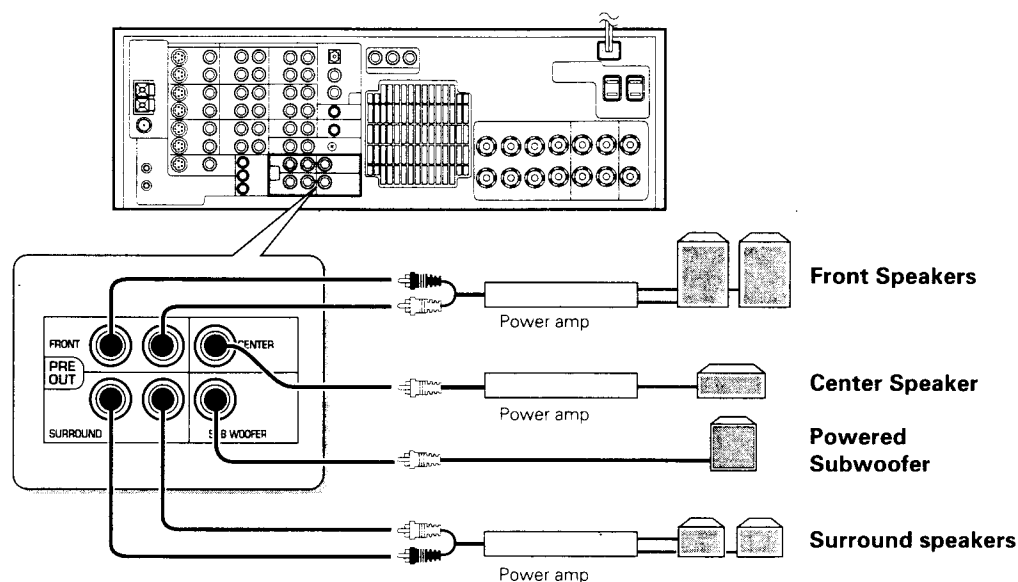 Front Speakers
Power amp
FRONT
CENTER
PRE
OUT
Center Speaker
Power amp
SURROUND
SUB WOOFER
Powered
Subwoofer
Surround speakers
Power amp